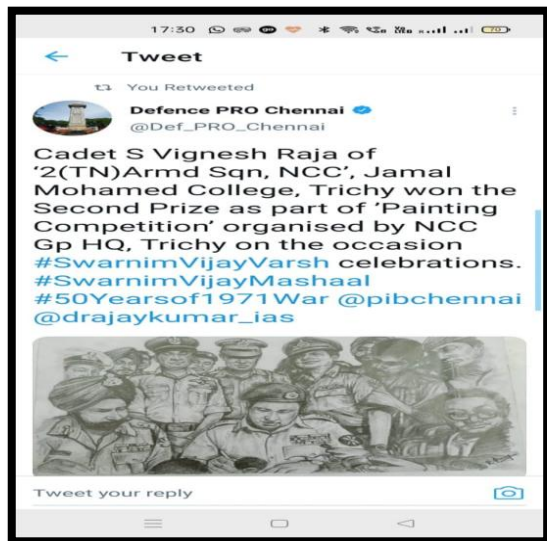 17:30
70
Tweet
You Retweeted
Defence PRO Chennai
@Def_PRO_Chennai
Cadet S Vignesh Raja of
‘2(TN)Armd Sqn, NCC’, Jamal
Mohamed College, Trichy won the
Second Prize as part of ‘Painting
Competition’ organised by NCC
Gp HQ, Trichy on the occasion
#SwarnimVijayVarsh celebrations.
#SwarnimVijayMashaal
#50Yearsof1971War @pibchennai
@drajaykumar_ias
Tweet your reply